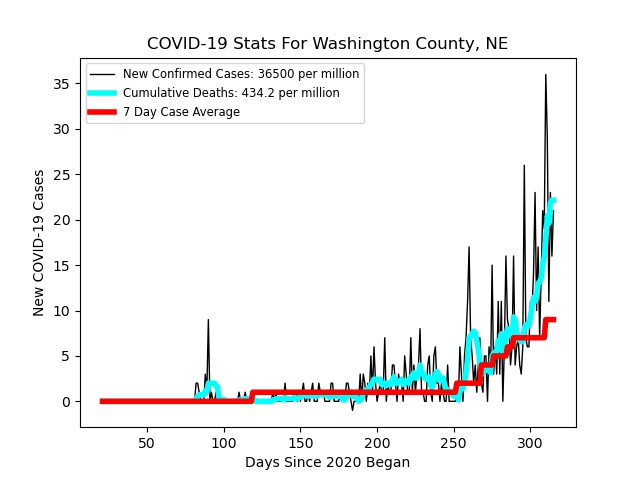 COVID-19 Stats For Washington County, NE
New Confirmed Cases: 36500 per million
Cumulative Deaths: 434.2 per million
7 Day Case Average
New COVID-19 Cases
35
30
25
20
15
10
5
0
50 100 150 200 250 300
Days Since 2020 Began